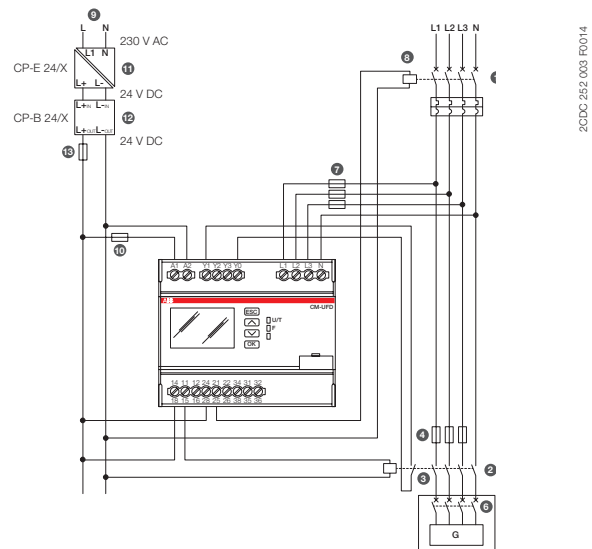 9
L N
230 V AC
L1 N
CP-E 24/X
11
L+ L-
24 V DC
CP-B 24/X
L+IN L-IN
12
L+OUT L-OUT
24 V DC
13
10
8
L1 L2 L3 N
1
7
2CDC 252 003 F0014
A1 A2 Y1 Y2 Y3 Y0 L1 L2 L3 N
ABB
CM-UFD
ESC
U/T
F
OK
14 11 12 24 21 22 34 31 32
18 15 16 28 25 26 38 35 36
4
2
3
6
G